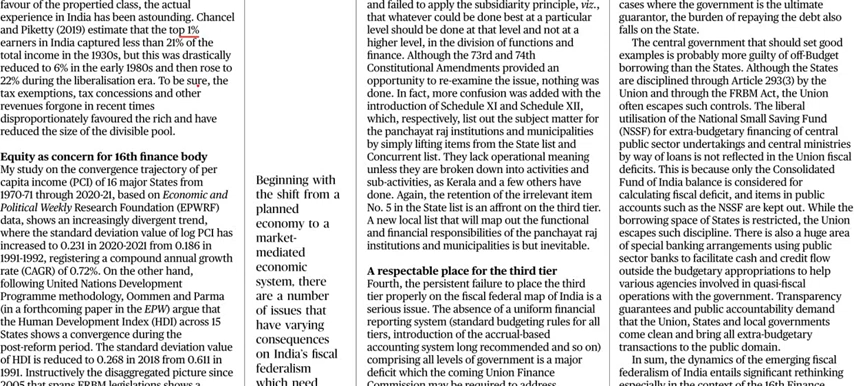 favour of the propertied class, the actual
experience in India has been astounding. Chancel
and Piketty (2019) estimate that the top 1%
earners in India captured less than 21% of the
total income in the 1930s, but this was drastically
reduced to 6% in the early 1980s and then rose to
22% during the liberalisation era. To be sure, the
tax exemptions, tax concessions and other
revenues forgone in recent times
disproportionately favoured the rich and have
reduced the size of the divisible pool.
Equity as concern for 16th finance body
My study on the convergence trajectory of per
capita income (PCI) of 16 major States from
1970-71 through 2020-21, based on Economic and
Political Weekly Research Foundation (EPWRF)
data, shows an increasingly divergent trend,
where the standard deviation value of log PCI has
increased to 0.231 in 2020-2021 from 0.186 in
1991-1992, registering a compound annual growth
rate (CAGR) of 0.72%. On the other hand,
following United Nations Development
Programme methodology, Oommen and Parma
(in a forthcoming paper in the EPW) argue that
the Human Development Index (HDI) across 15
States shows a convergence during the
post-reform period. The standard deviation
value of HDI is reduced to 0.268 in 2018 from 0.611 in
1991. Instructively the disaggregated picture since
2005 that spans FRBM legislations shows a
Beginning with
the shift from a
planned
economy to a
market-
mediated
economic
system, there
are a number
of issues that
have varying
consequences
on India's fiscal
federalism
which need
and failed to apply the subsidiarity principle, viz.,
that whatever could be done best at a particular
level should be done at that level and not at a
higher level, in the division of functions and
finance. Although the 73rd and 74th
Constitutional Amendments provided an
opportunity to re-examine the issue, nothing was
done. In fact, more confusion was added with the
introduction of Schedule XI and Schedule XII,
which, respectively, list out the subject matter for
the panchayat raj institutions and municipalities
by simply lifting items from the State list and
Concurrent list. They lack operational meaning
unless they are broken down into activities and
sub-activities, as Kerala and a few others have
done. Again, the retention of the irrelevant item
No. 5 in the State list is an affront on the third tier.
A new local list that will map out the functional
and financial responsibilities of the panchayat raj
institutions and municipalities is but inevitable.
A respectable place for the third tier
Fourth, the persistent failure to place the third
tier properly on the fiscal federal map of India is a
serious issue. The absence of a uniform financial
reporting system (standard budgeting rules for all
tiers, introduction of the accrual-based
accounting system long recommended and so on)
comprising all levels of government is a major
deficit which the coming Union Finance
Commission may be required to address
cases where the government is the ultimate
guarantor, the burden of repaying the debt also
falls on the State.
The central government that should set good
examples is probably more guilty of off-Budget
borrowing than the States. Although the States
are disciplined through Article 293(3) by the
Union and through the FRBM Act, the Union
often escapes such controls. The liberal
utilisation of the National Small Saving Fund
(NSSF) for extra-budgetary financing of central
public sector undertakings and central ministries
by way of loans is not reflected in the Union fiscal
deficits. This is because only the Consolidated
Fund of India balance is considered for
calculating fiscal deficit, and items in public
accounts such as the NSSF are kept out. While the
borrowing space of States is restricted, the Union
escapes such discipline. There is also a huge area
of special banking arrangements using public
sector banks to facilitate cash and credit flow
outside the budgetary appropriations to help
various agencies involved in quasi-fiscal
operations with the government. Transparency
guarantees and public accountability demand
that the Union, States and local governments
come clean and bring all extra-budgetary
transactions to the public domain.
In sum, the dynamics of the emerging fiscal
federalism of India entails significant rethinking
especially in the context of the 16th Finance